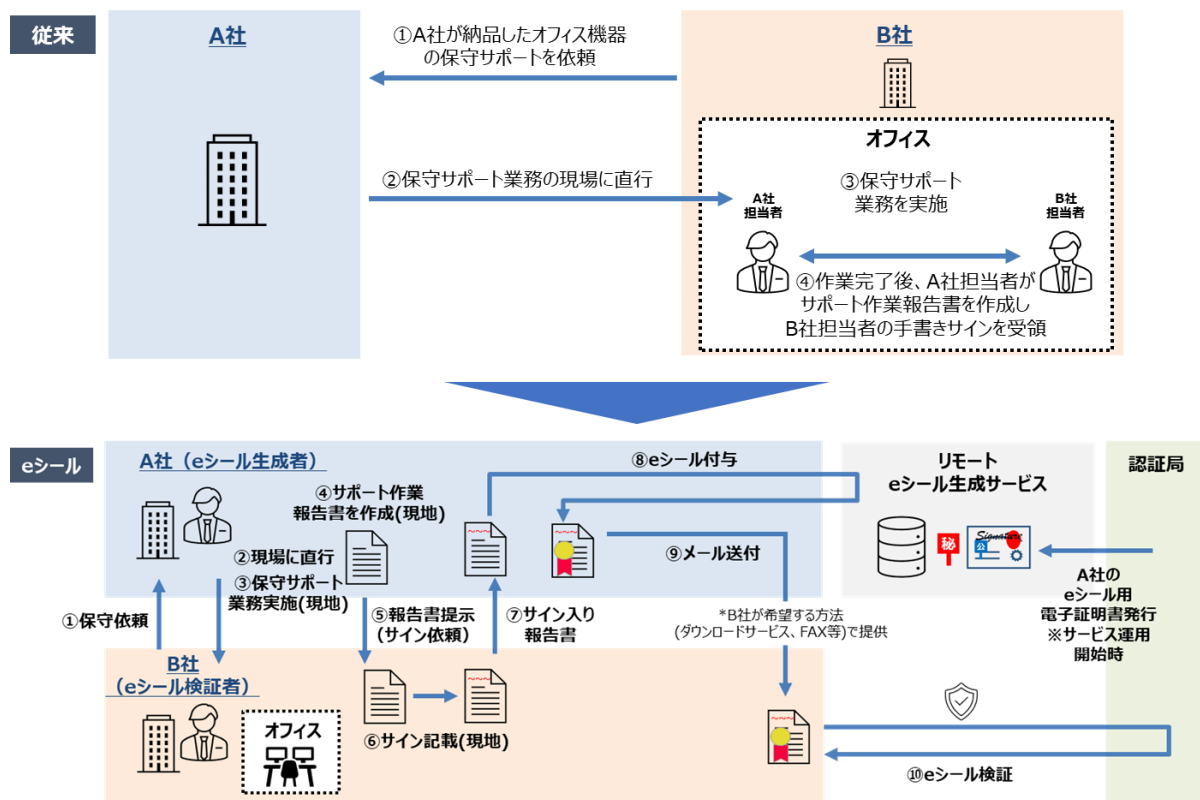 従来
A社
①A社が納品したオフィス機器
の保守サポートを依頼
B社
オフィス
②保守サポート業務の現場に直行
③保守サポート
業務を実施
A社
担当者
B社
担当者
④作業完了後、A社担当者が
サポート作業報告書を作成し
B社担当者の手書きサインを受領
eシール
A社（eシール生成者）
⑧eシール付与
リモート
eシール生成サービス
認証局
④サポート作業
報告書を作成(現地)
秘
Signature
公
②現場に直行
③保守サポート
業務実施(現地)
⑨メール送付
A社の
eシール用
電子証明書発行
※サービス運用
開始時
①保守依頼
⑤報告書提示
(サイン依頼)
⑦サイン入り
報告書
*B社が希望する方法
(ダウンロードサービス、FAX等)で提供
B社
（eシール検証者）
オフィス
⑥サイン記載(現地)
⑩eシール検証